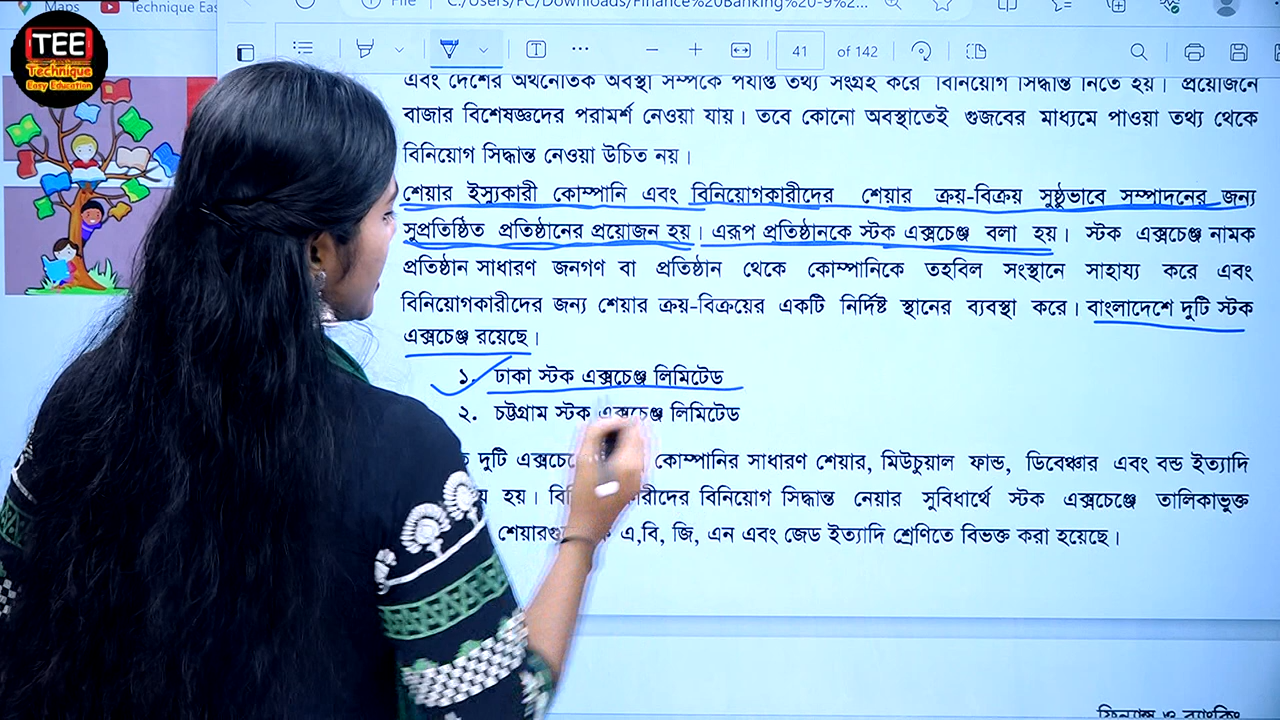 Maps
Technique Eas
File
C:/Users/PC/Downloads/Finance%20Banking%20-9%2...
TEE
Technique
Easy Education
41 of 142
এবং দেশের অর্থনৈতিক অবস্থা সম্পর্কে পর্যাপ্ত তথ্য সংগ্রহ করে বিনিয়োগ সিদ্ধান্ত নিতে হয়। প্রয়োজনে
বাজার বিশেষজ্ঞদের পরামর্শ নেওয়া যায়। তবে কোনো অবস্থাতেই গুজবের মাধ্যমে পাওয়া তথ্য থেকে
বিনিয়োগ সিদ্ধান্ত নেওয়া উচিত নয়।
শেয়ার ইস্যুকারী কোম্পানি এবং বিনিয়োগকারীদের শেয়ার ক্রয়-বিক্রয় সুষ্ঠুভাবে সম্পাদনের জন্য
সুপ্রতিষ্ঠিত প্রতিষ্ঠানের প্রয়োজন হয়। এরূপ প্রতিষ্ঠানকে স্টক এক্সচেঞ্জ বলা হয়। স্টক এক্সচেঞ্জ নামক
প্রতিষ্ঠান সাধারণ জনগণ বা প্রতিষ্ঠান থেকে কোম্পানিকে তহবিল সংস্থানে সাহায্য করে এবং
বিনিয়োগকারীদের জন্য শেয়ার ক্রয়-বিক্রয়ের একটি নির্দিষ্ট স্থানের ব্যবস্থা করে। বাংলাদেশে দুটি স্টক
এক্সচেঞ্জ রয়েছে।
১. ঢাকা স্টক এক্সচেঞ্জ লিমিটেড
২. চট্টগ্রাম স্টক এক্সচেঞ্জ লিমিটেড
দুটি কোম্পানির সাধারণ শেয়ার, মিউচুয়াল ফান্ড, ডিবেঞ্চার এবং বন্ড ইত্যাদি
হয়। বিনিয়োগ সিদ্ধান্ত নেয়ার সুবিধার্থে স্টক এক্সচেঞ্জে তালিকাভুক্ত
এ,বি, জি, এন এবং জেড ইত্যাদি শ্রেণিতে বিভক্ত করা হয়েছে।
ফিন্যান্স ও ব্যাংকিং